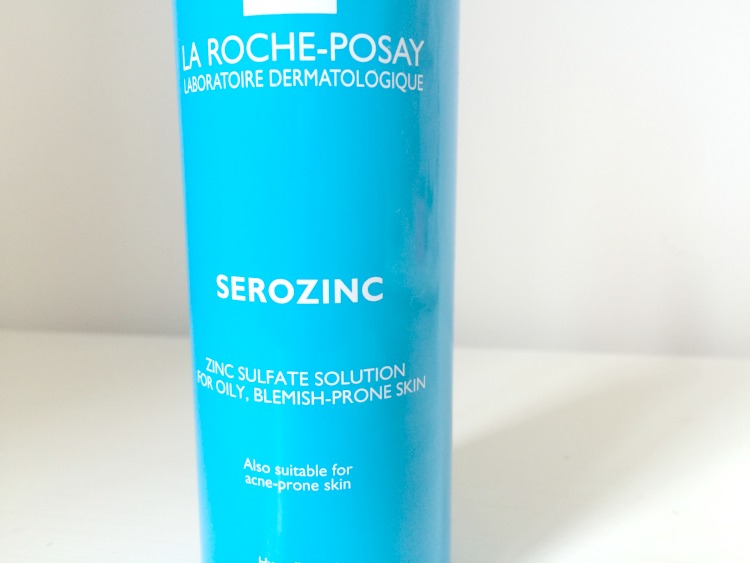 LA ROCHE-POSAY
LABORATOIRE DERMATOLOGIQUE
SEROZINC
ZINC SULFATE SOLUTION
FOR OILY, BLEMISH-PRONE SKIN
Also suitable for
acne-prone skin